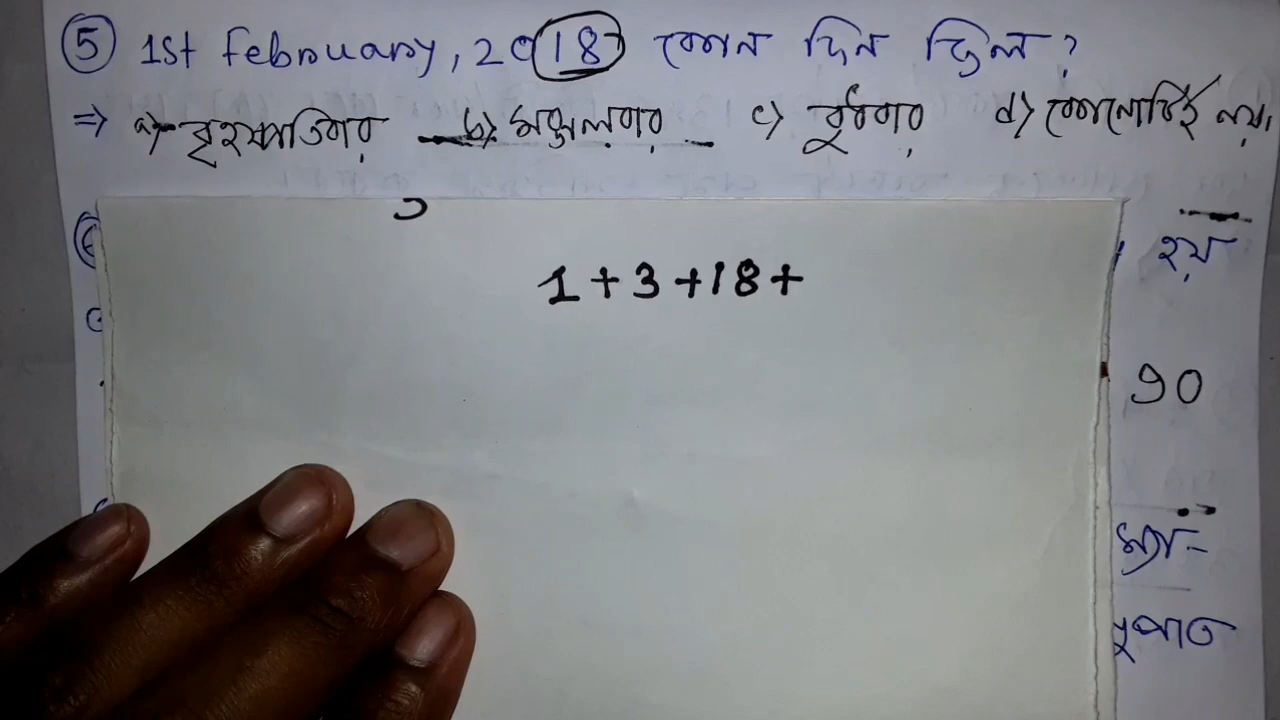 ⑤ 1st february, 2018 কোন দিন ছিল?
⇒ a) বৃহস্পতিবার b) মঙ্গলবার c) বুধবার d) কোনোটিই নয়।
1 + 3 + 18 +
হয়
90